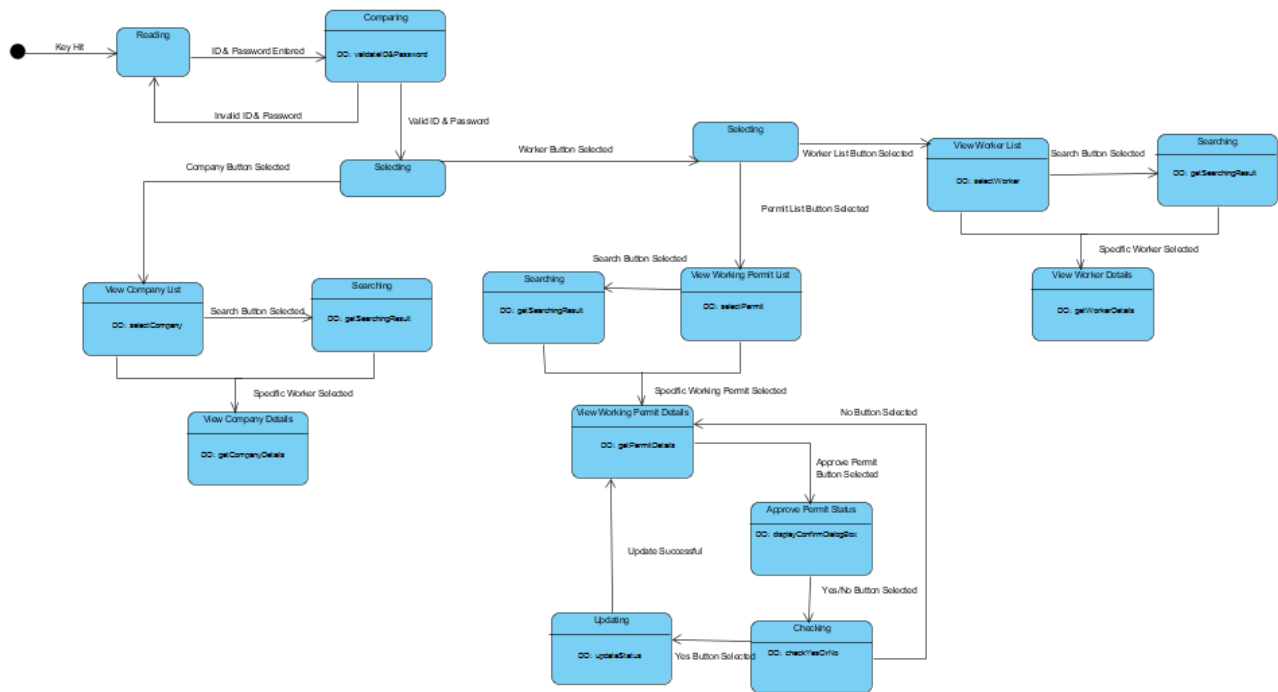 Comparing
Key Hit
Reading
ID & Password Entered
DO: validateID&Password
Invalid ID & Password
Valid ID & Password
Selecting
Worker Button Selected
Selecting
Worker List Button Selected
View Worker List
DO: selectWorker
Search Button Selected
Searching
DO: getSearchingResult
Company Button Selected
Permit List Button Selected
Specific Worker Selected
View Worker Details
DO: getWorkerDetails
Search Button Selected
Searching
DO: getSearchingResult
View Working Permit List
DO: selectPermit
View Company List
DO: selectCompany
Search Button Selected
Searching
DO: getSearchingResult
Specific Worker Selected
View Company Details
DO: getCompanyDetails
Specific Working Permit Selected
View Working Permit Details
DO: getPermitDetails
No Button Selected
Approve Permit
Button Selected
Approve Permit Status
DO: displayConfirmDialogBox
Update Successful
Yes/No Button Selected
Updating
DO: updateStatus
Yes Button Selected
Checking
DO: checkYesOrNo